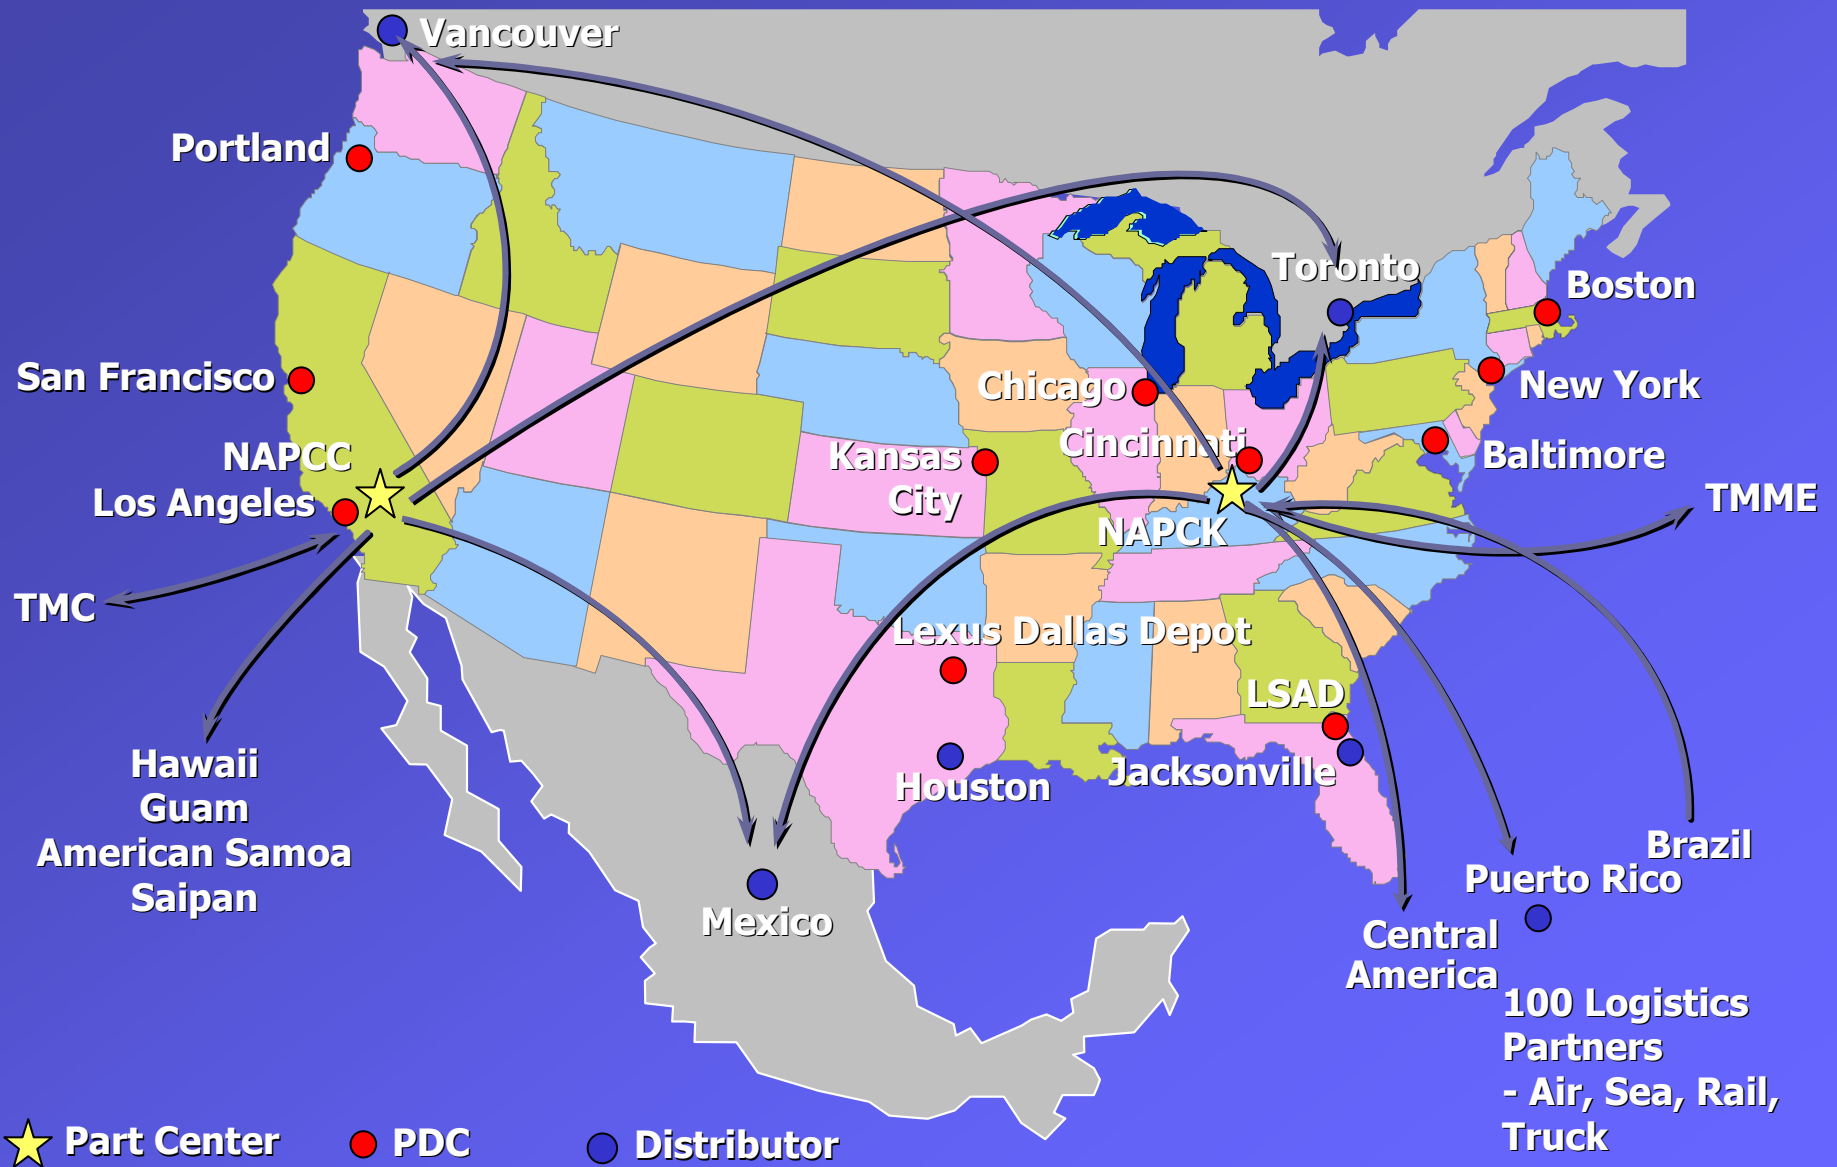 Vancouver
Portland
Toronto
Boston
San Francisco
Chicago
New York
NAPCC
Cincinnati
Kansas
City
Baltimore
Los Angeles
NAPCK
TMME
TMC
Lexus Dallas Depot
LSAD
Hawaii
Guam
American Samoa
Saipan
Houston
Jacksonville
Brazil
Puerto Rico
Mexico
Central
America
100 Logistics
Partners
- Air, Sea, Rail,
Truck
Part Center
PDC
Distributor